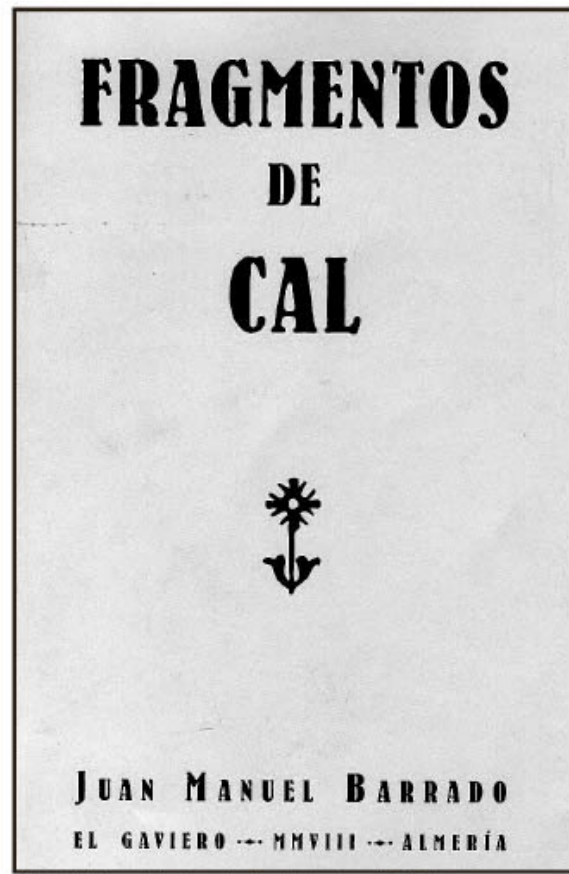 FRAGMENTOS
DE
CAL
JUAN MANUEL BARRADO
EL GAVIERO -•- MMVIII -•- ALMERÍA